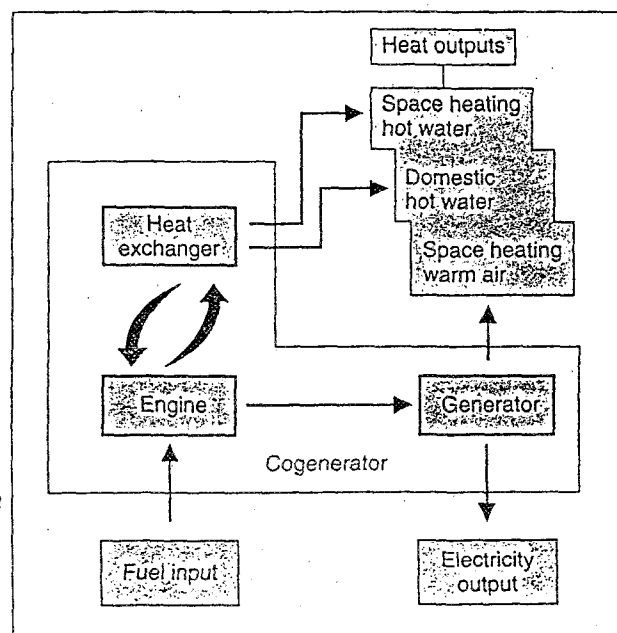 Heat outputs
Space heating
hot water
Domestic
hot water
Space heating
warm air
Heat
exchanger
Engine
Generator
Cogenerator
Fuel input
Electricity
output